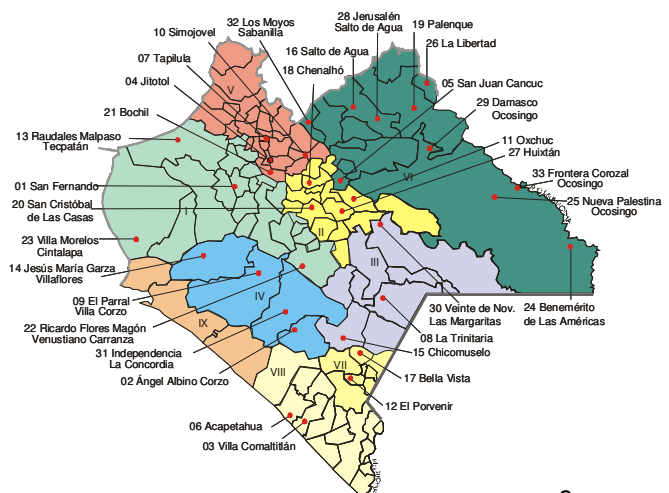 28 Jerusalén
Salto de Agua
32 Los Moyos
Sabanilla
19 Palenque
10 Simojovel
26 La Libertad
16 Salto de Agua
07 Tapilula
18 Chenalhó
05 San Juan Cancuc
04 Jitotol
29 Damasco
Ocosingo
21 Bochil
13 Raudales Malpaso
Tecpatán
11 Oxchuc
27 Huixtán
33 Frontera Corozal
Ocosingo
01 San Fernando
25 Nueva Palestina
Ocosingo
20 San Cristóbal
de Las Casas
23 Villa Morelos
Cintalapa
14 Jesús María Garza
Villaflores
09 El Parral
Villa Corzo
30 Veinte de Nov.
Las Margaritas
24 Benemérito
de Las Américas
22 Ricardo Flores Magón
Venustiano Carranza
08 La Trinitaria
31 Independencia
La Concordia
15 Chicomuselo
02 Ángel Albino Corzo
17 Bella Vista
12 El Porvenir
06 Acapetahua
03 Villa Comaltitlán
V
VI
I
II
III
IV
IX
VIII
VII